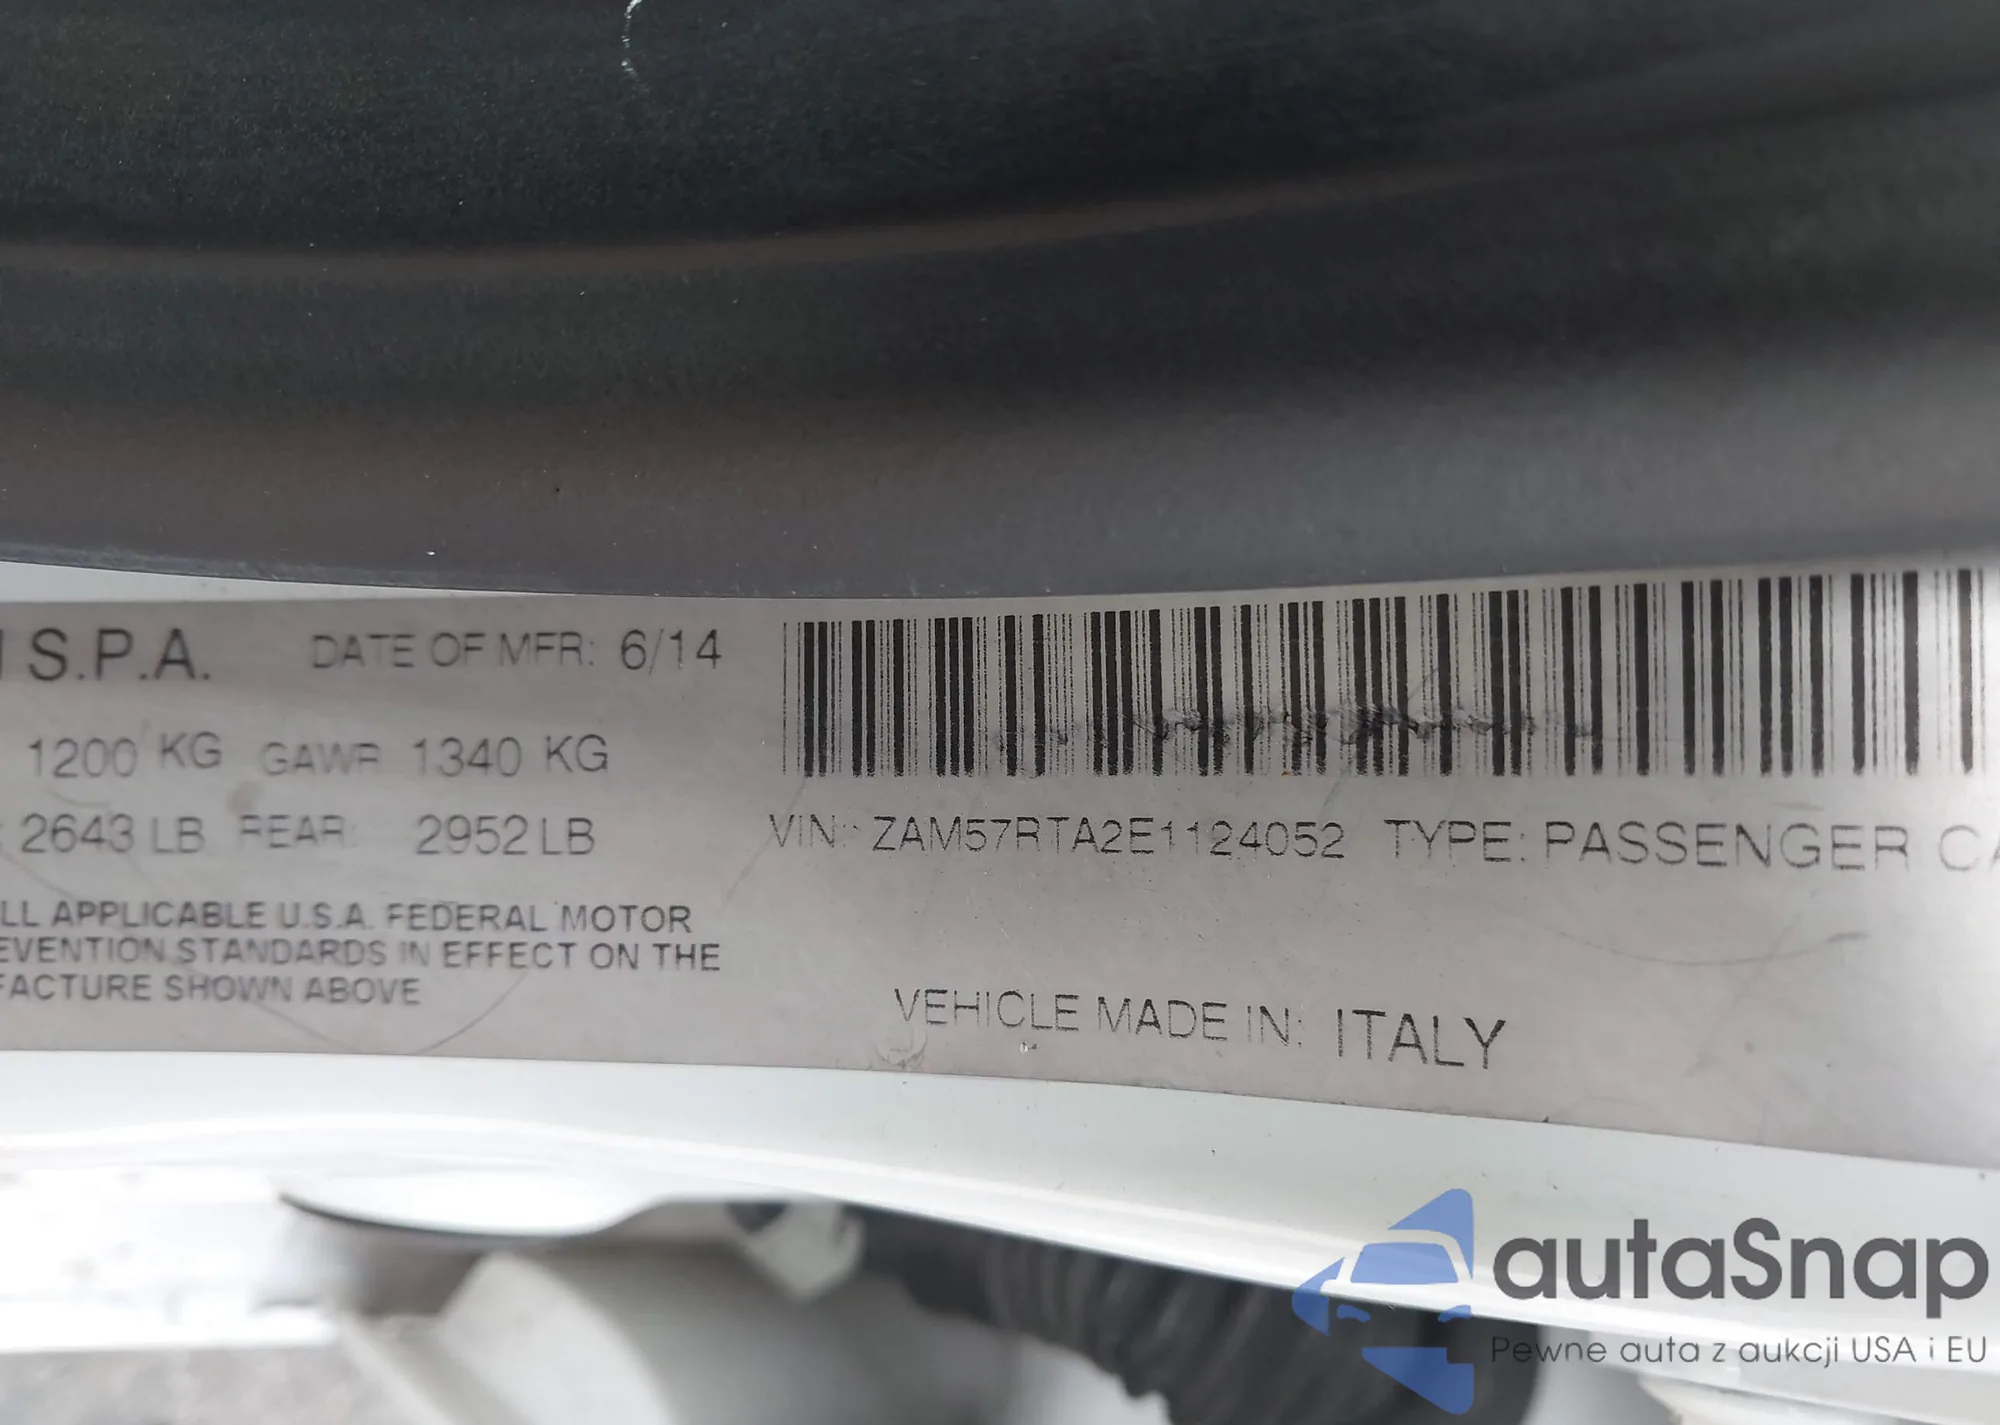 S.P.A. DATE OF MFR: 6/14
1200 KG GAWR 1340 KG
2643 LB REAR: 2952 LB
VIN: ZAM57RTA2E1124052 TYPE: PASSENGER
LL APPLICABLE U.S.A. FEDERAL MOTOR
EVENTION STANDARDS IN EFFECT ON THE
FACTURE SHOWN ABOVE
VEHICLE MADE IN: ITALY
autaSnap
Pewne auta z aukcji USA i EU